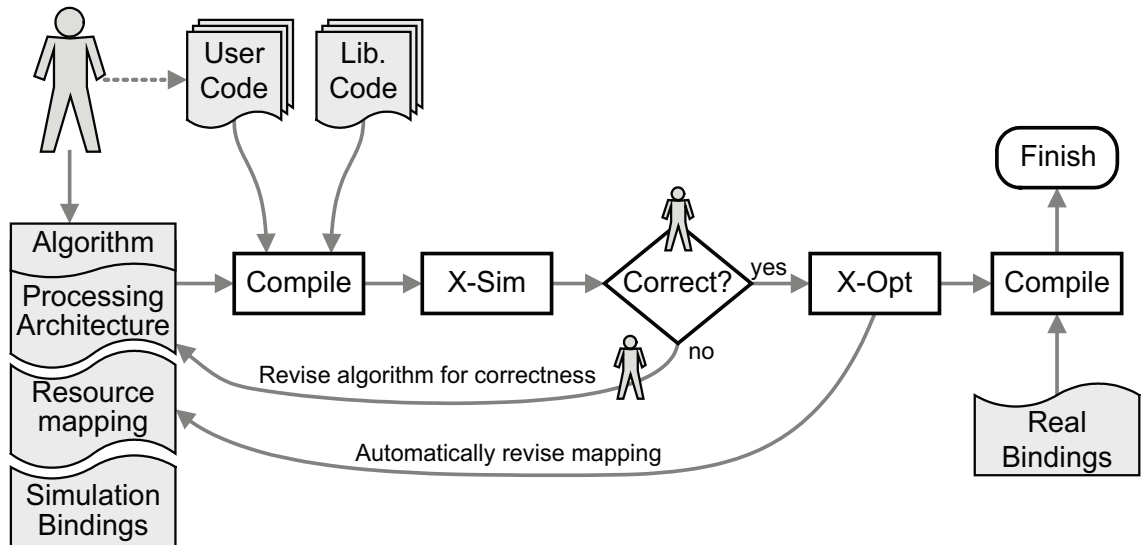 User
Code
Lib.
Code
Finish
Algorithm
Processing
Architecture
Resource
mapping
Simulation
Bindings
Compile
X-Sim
Correct?
yes
no
X-Opt
Compile
Revise algorithm for correctness
Automatically revise mapping
Real
Bindings